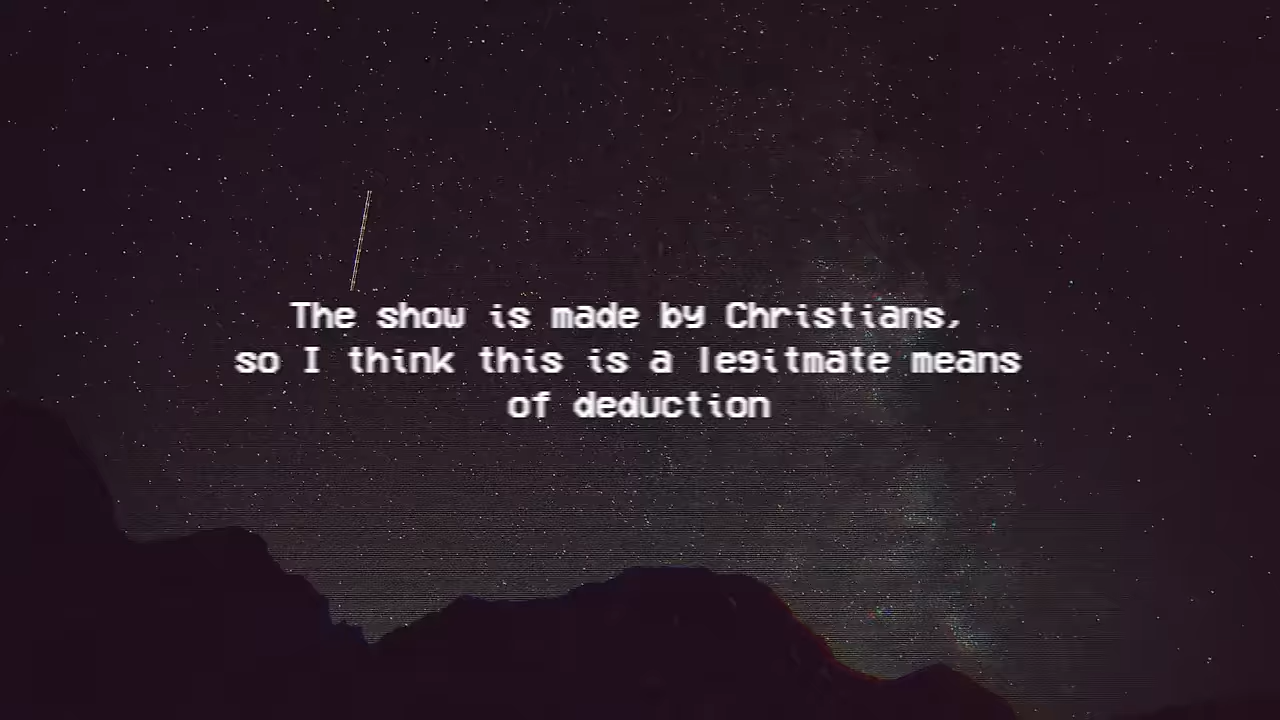 The show is made by Christians,
so I think this is a legitmate means
of deduction